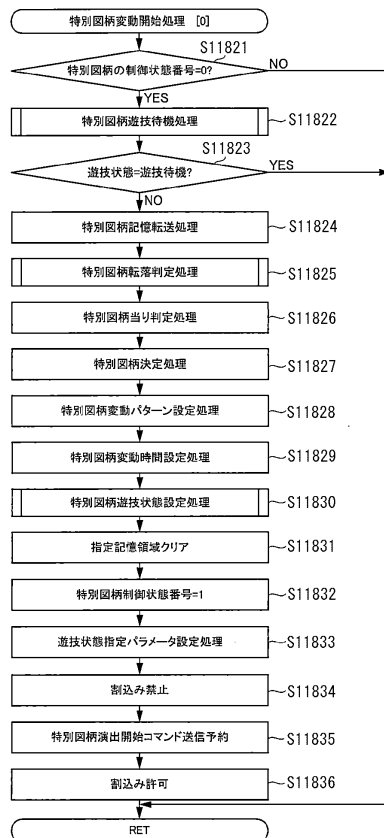 特別図柄変動開始処理 [0]
S11821
特別図柄の制御状態番号=0?
NO
YES
特別図柄遊技待機処理
S11822
S11823
遊技状態=遊技待機?
YES
NO
特別図柄記憶転送処理
S11824
特別図柄転落判定処理
S11825
特別図柄当り判定処理
S11826
特別図柄決定処理
S11827
特別図柄変動パターン設定処理
S11828
特別図柄変動時間設定処理
S11829
特別図柄遊技状態設定処理
S11830
指定記憶領域クリア
S11831
特別図柄制御状態番号=1
S11832
遊技状態指定パラメータ設定処理
S11833
割込み禁止
S11834
特別図柄演出開始コマンド送信予約
S11835
割込み許可
S11836
RET